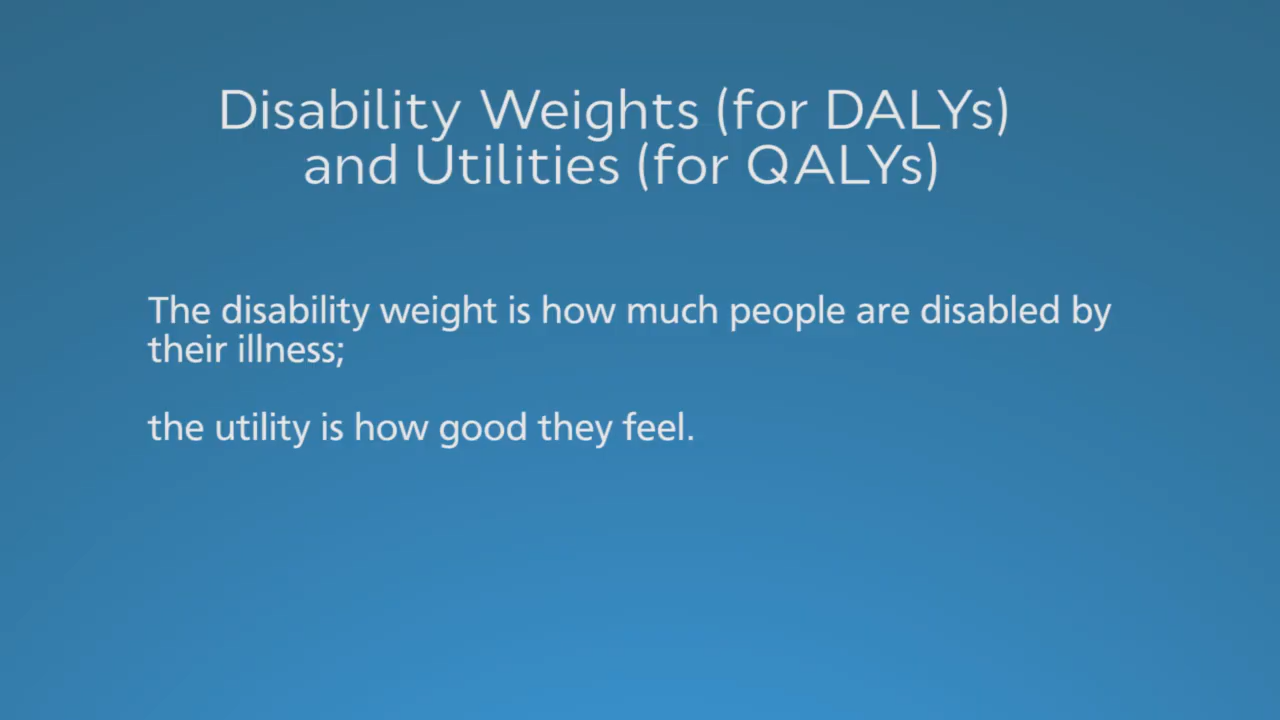 Disability Weights (for DALYs)
and Utilities (for QALYs)
The disability weight is how much people are disabled by
their illness;
the utility is how good they feel.